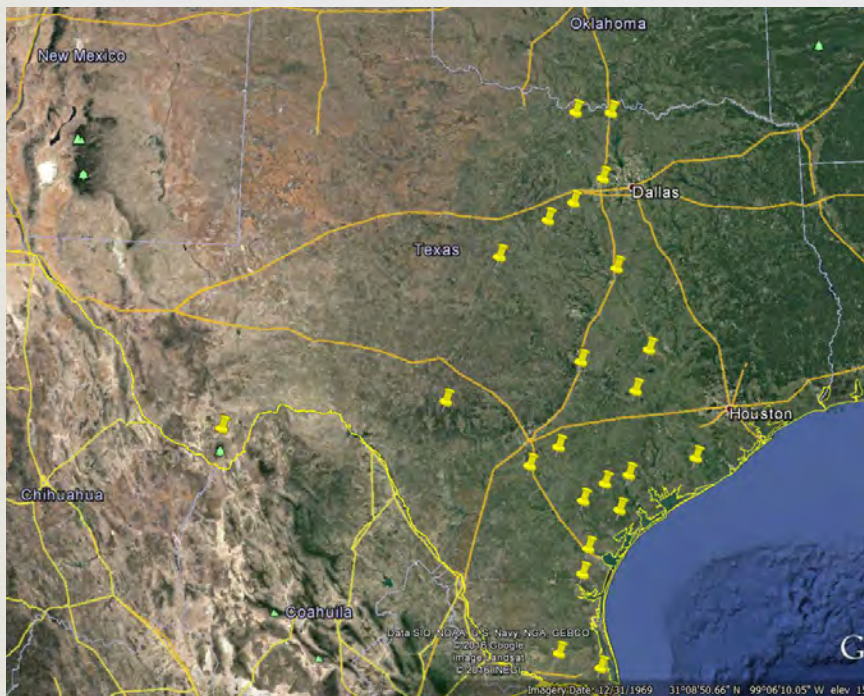 Oklahoma
New Mexico
Dallas
Texas
Houston
Chihuahua
Coahuila
Data SIO, NOAA, U.S. Navy, NGA, GEBCO
© 2016 Google
Image Landsat
© 2016 INEGI
G
Imagery Date: 12/31/1969 31°08'50.66" N 99°06'10.05" W elev